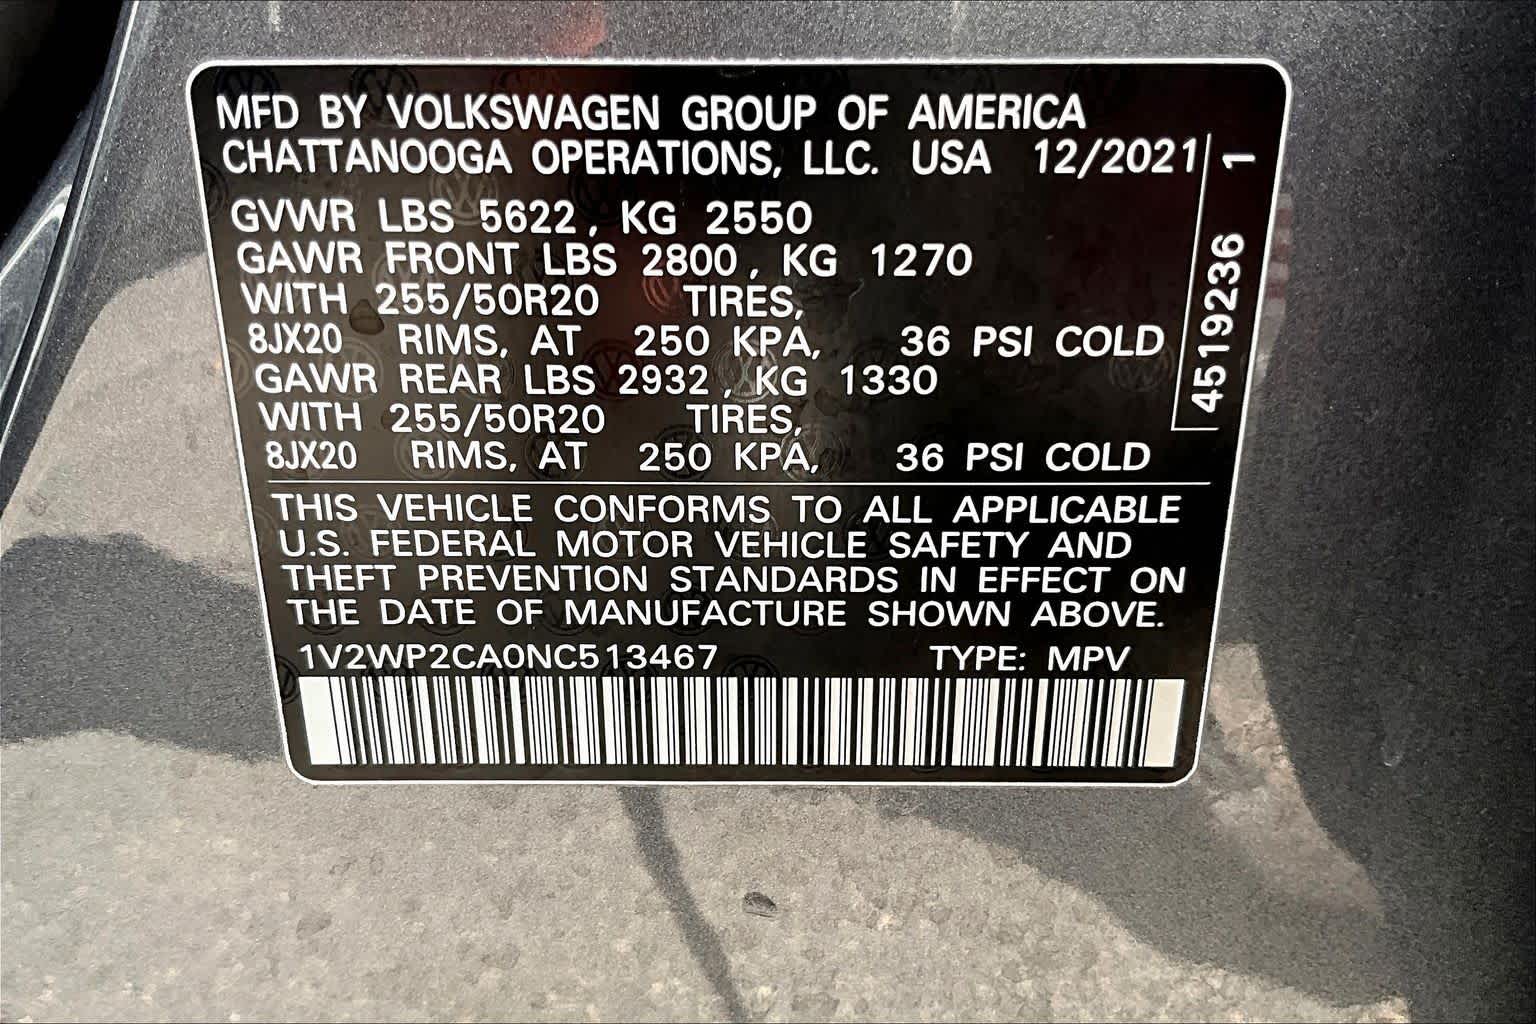 MFD BY VOLKSWAGEN GROUP OF AMERICA
CHATTANOOGA OPERATIONS, LLC. USA 12/2021
GVWR LBS 5622, KG 2550
GAWR FRONT LBS 2800, KG 1270
WITH 255/50R20 TIRES,
8JX20 RIMS, AT 250 KPA, 36 PSI COLD
GAWR REAR LBS 2932, KG 1330
WITH 255/50R20 TIRES,
8JX20 RIMS, AT 250 KPA, 36 PSI COLD
4519236 1
THIS VEHICLE CONFORMS TO ALL APPLICABLE
U.S. FEDERAL MOTOR VEHICLE SAFETY AND
THEFT PREVENTION STANDARDS IN EFFECT ON
THE DATE OF MANUFACTURE SHOWN ABOVE.
1V2WP2CA0NC513467 TYPE: MPV